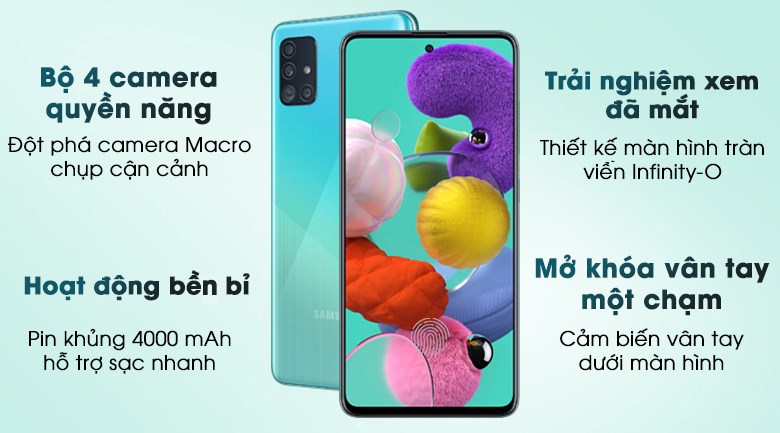 Bộ 4 camera
quyền năng
Đột phá camera Macro
chụp cận cảnh
Hoạt động bền bỉ
Pin khủng 4000 mAh
hỗ trợ sạc nhanh
SAMS
Trải nghiệm xem
đã mắt
Thiết kế màn hình tràn
viền Infinity-O
Mở khóa vân tay
một chạm
Cảm biến vân tay
dưới màn hình